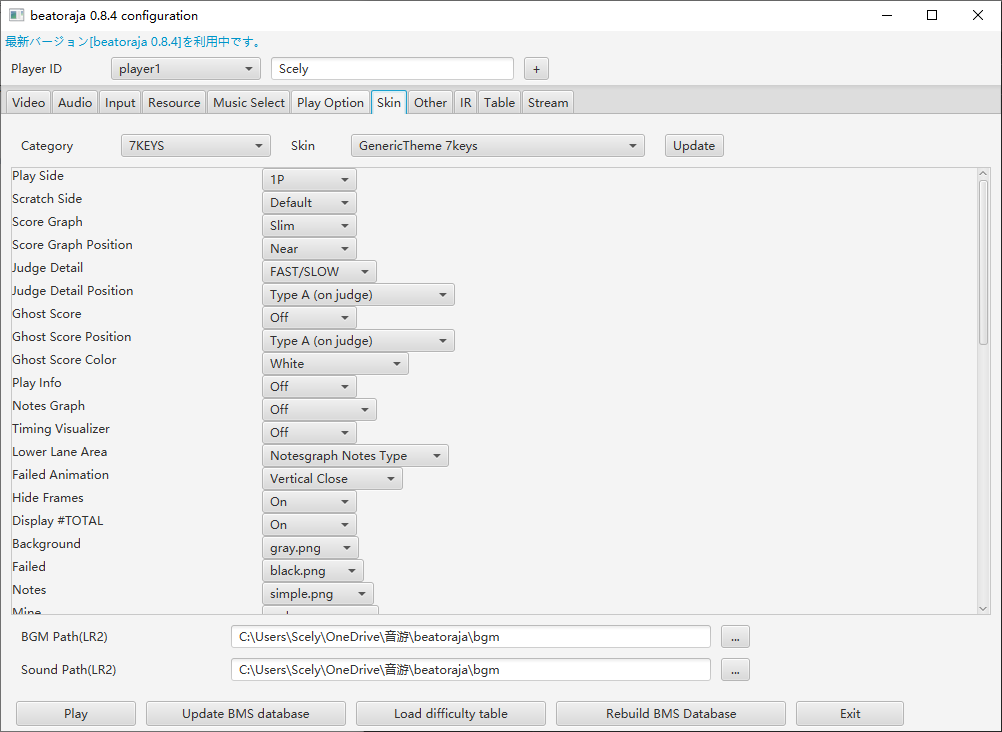 beatoraja 0.8.4 configuration
最新バージョン[beatoraja 0.8.4]を利用中です。
Player ID player1 Scely +
Video Audio Input Resource Music Select Play Option Skin Other IR Table Stream
Category 7KEYS Skin GenericTheme 7keys Update
Play Side 1P
Scratch Side Default
Score Graph Slim
Score Graph Position Near
Judge Detail FAST/SLOW
Judge Detail Position Type A (on judge)
Ghost Score Off
Ghost Score Position Type A (on judge)
Ghost Score Color White
Play Info Off
Notes Graph Off
Timing Visualizer Off
Lower Lane Area Notesgraph Notes Type
Failed Animation Vertical Close
Hide Frames On
Display #TOTAL On
Background gray.png
Failed black.png
Notes simple.png
Mine
BGM Path(LR2) C:\Users\Scely\OneDrive\音游\beatoraja\bgm ...
Sound Path(LR2) C:\Users\Scely\OneDrive\音游\beatoraja\bgm ...
Play Update BMS database Load difficulty table Rebuild BMS Database Exit